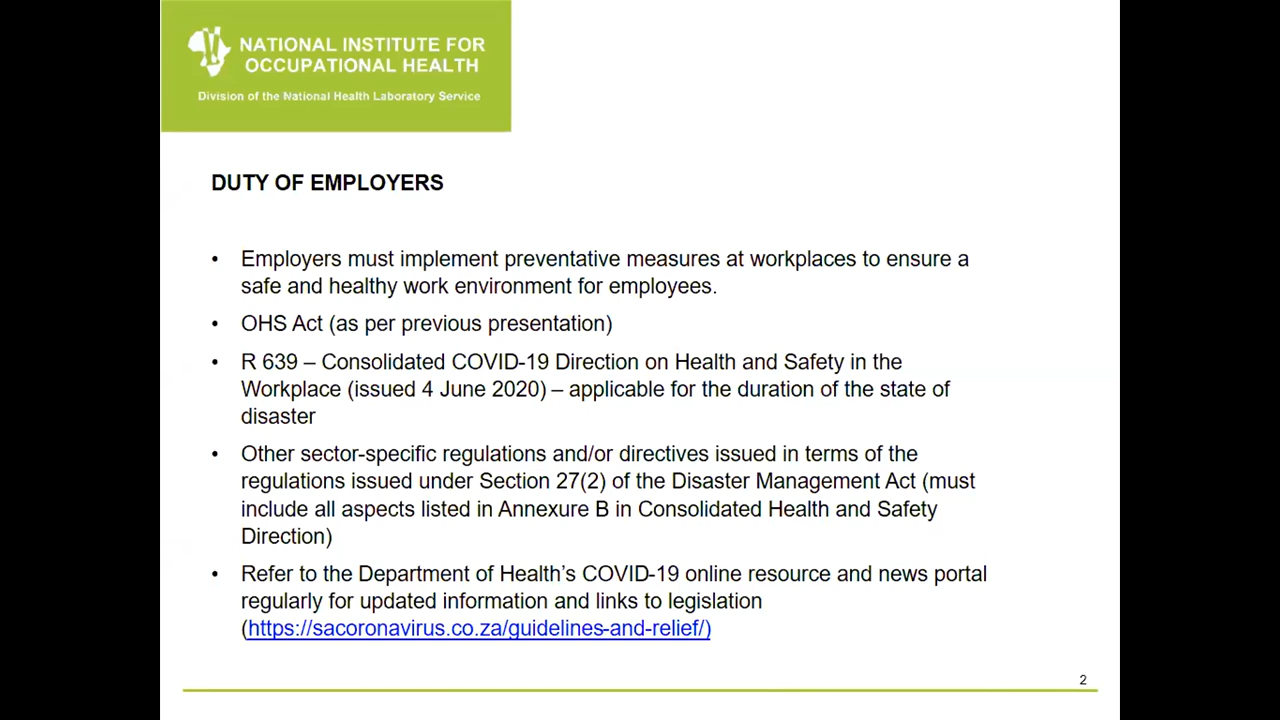 NATIONAL INSTITUTE FOR
OCCUPATIONAL HEALTH
Division of the National Health Laboratory Service
DUTY OF EMPLOYERS
• Employers must implement preventative measures at workplaces to ensure a
safe and healthy work environment for employees.
• OHS Act (as per previous presentation)
• R 639 – Consolidated COVID-19 Direction on Health and Safety in the
Workplace (issued 4 June 2020) – applicable for the duration of the state of
disaster
• Other sector-specific regulations and/or directives issued in terms of the
regulations issued under Section 27(2) of the Disaster Management Act (must
include all aspects listed in Annexure B in Consolidated Health and Safety
Direction)
• Refer to the Department of Health’s COVID-19 online resource and news portal
regularly for updated information and links to legislation
(https://sacoronavirus.co.za/guidelines-and-relief/)
2